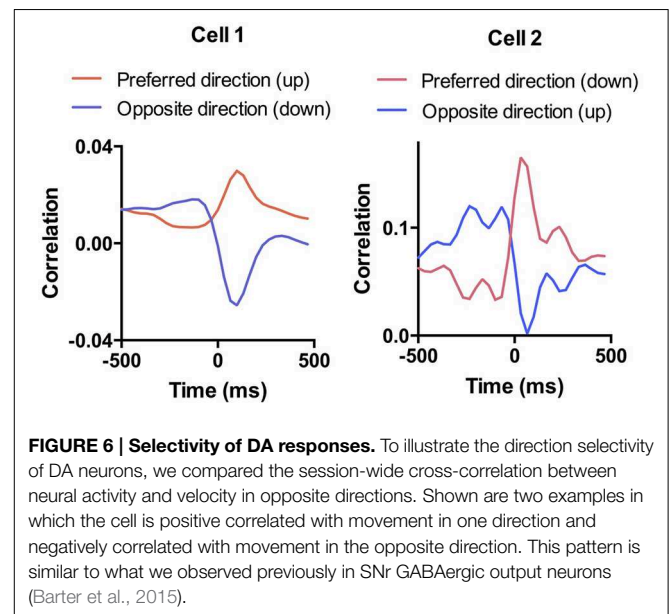 Cell 1
Preferred direction (up)
Opposite direction (down)
0.04
0.00
-0.04
Correlation
-500 0 500
Time (ms)
Cell 2
Preferred direction (down)
Opposite direction (up)
0.1
0.0
Correlation
-500 0 500
Time (ms)
FIGURE 6 | Selectivity of DA responses. To illustrate the direction selectivity
of DA neurons, we compared the session-wide cross-correlation between
neural activity and velocity in opposite directions. Shown are two examples in
which the cell is positive correlated with movement in one direction and
negatively correlated with movement in the opposite direction. This pattern is
similar to what we observed previously in SNr GABAergic output neurons
(Barter et al., 2015).